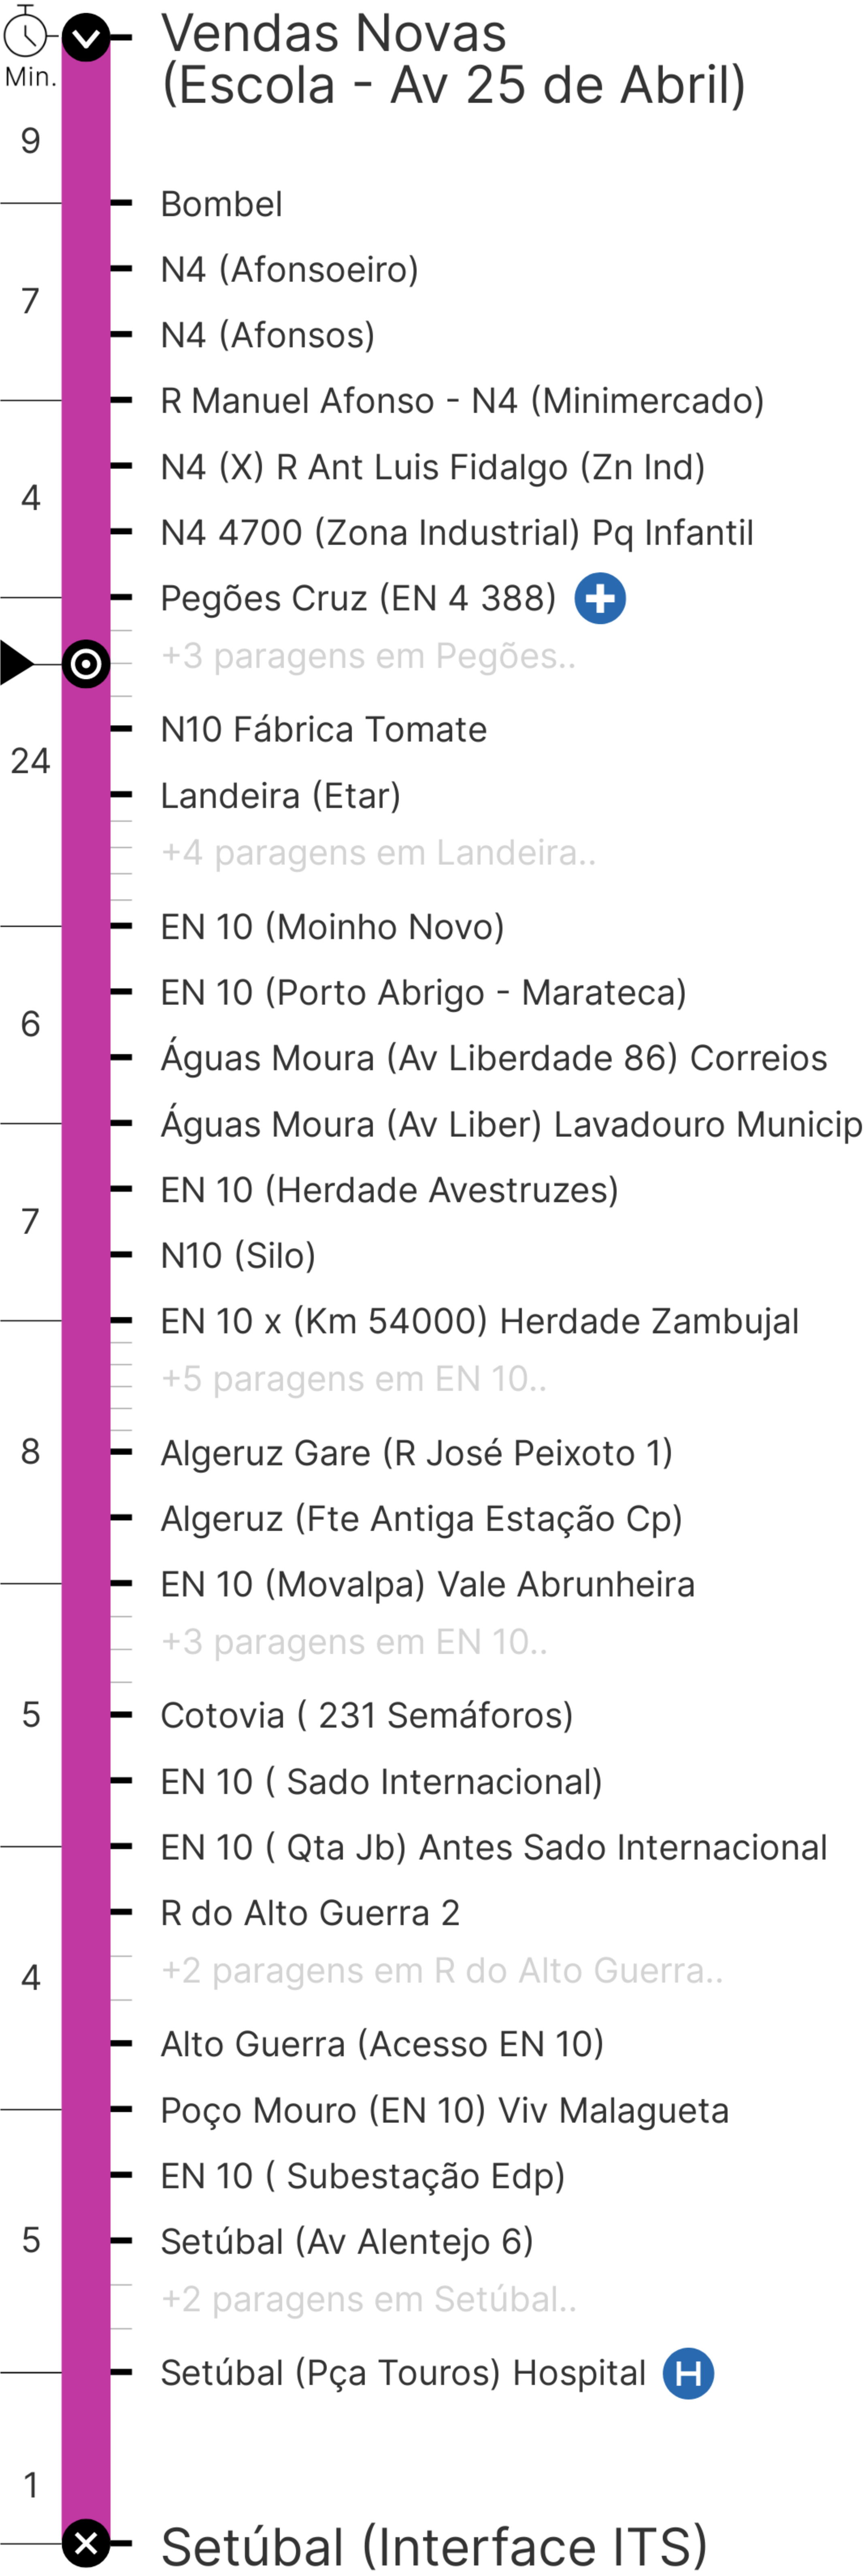 Vendas Novas
(Escola - Av 25 de Abril)
Min.
9
Bombel
N4 (Afonsoeiro)
7
N4 (Afonsos)
R Manuel Afonso - N4 (Minimercado)
N4 (X) R Ant Luis Fidalgo (Zn Ind)
4
N4 4700 (Zona Industrial) Pq Infantil
Pegões Cruz (EN 4 388)
+3 paragens em Pegões..
N10 Fábrica Tomate
24
Landeira (Etar)
+4 paragens em Landeira..
EN 10 (Moinho Novo)
EN 10 (Porto Abrigo - Marateca)
6
Águas Moura (Av Liberdade 86) Correios
Águas Moura (Av Liber) Lavadouro Municip
EN 10 (Herdade Avestruzes)
7
N10 (Silo)
EN 10 x (Km 54000) Herdade Zambujal
+5 paragens em EN 10..
8
Algeruz Gare (R José Peixoto 1)
Algeruz (Fte Antiga Estação Cp)
EN 10 (Movalpa) Vale Abrunheira
+3 paragens em EN 10..
5
Cotovia ( 231 Semáforos)
EN 10 ( Sado Internacional)
EN 10 ( Qta Jb) Antes Sado Internacional
R do Alto Guerra 2
+2 paragens em R do Alto Guerra..
4
Alto Guerra (Acesso EN 10)
Poço Mouro (EN 10) Viv Malagueta
EN 10 ( Subestação Edp)
5
Setúbal (Av Alentejo 6)
+2 paragens em Setúbal..
Setúbal (Pça Touros) Hospital H
1
Setúbal (Interface ITS)